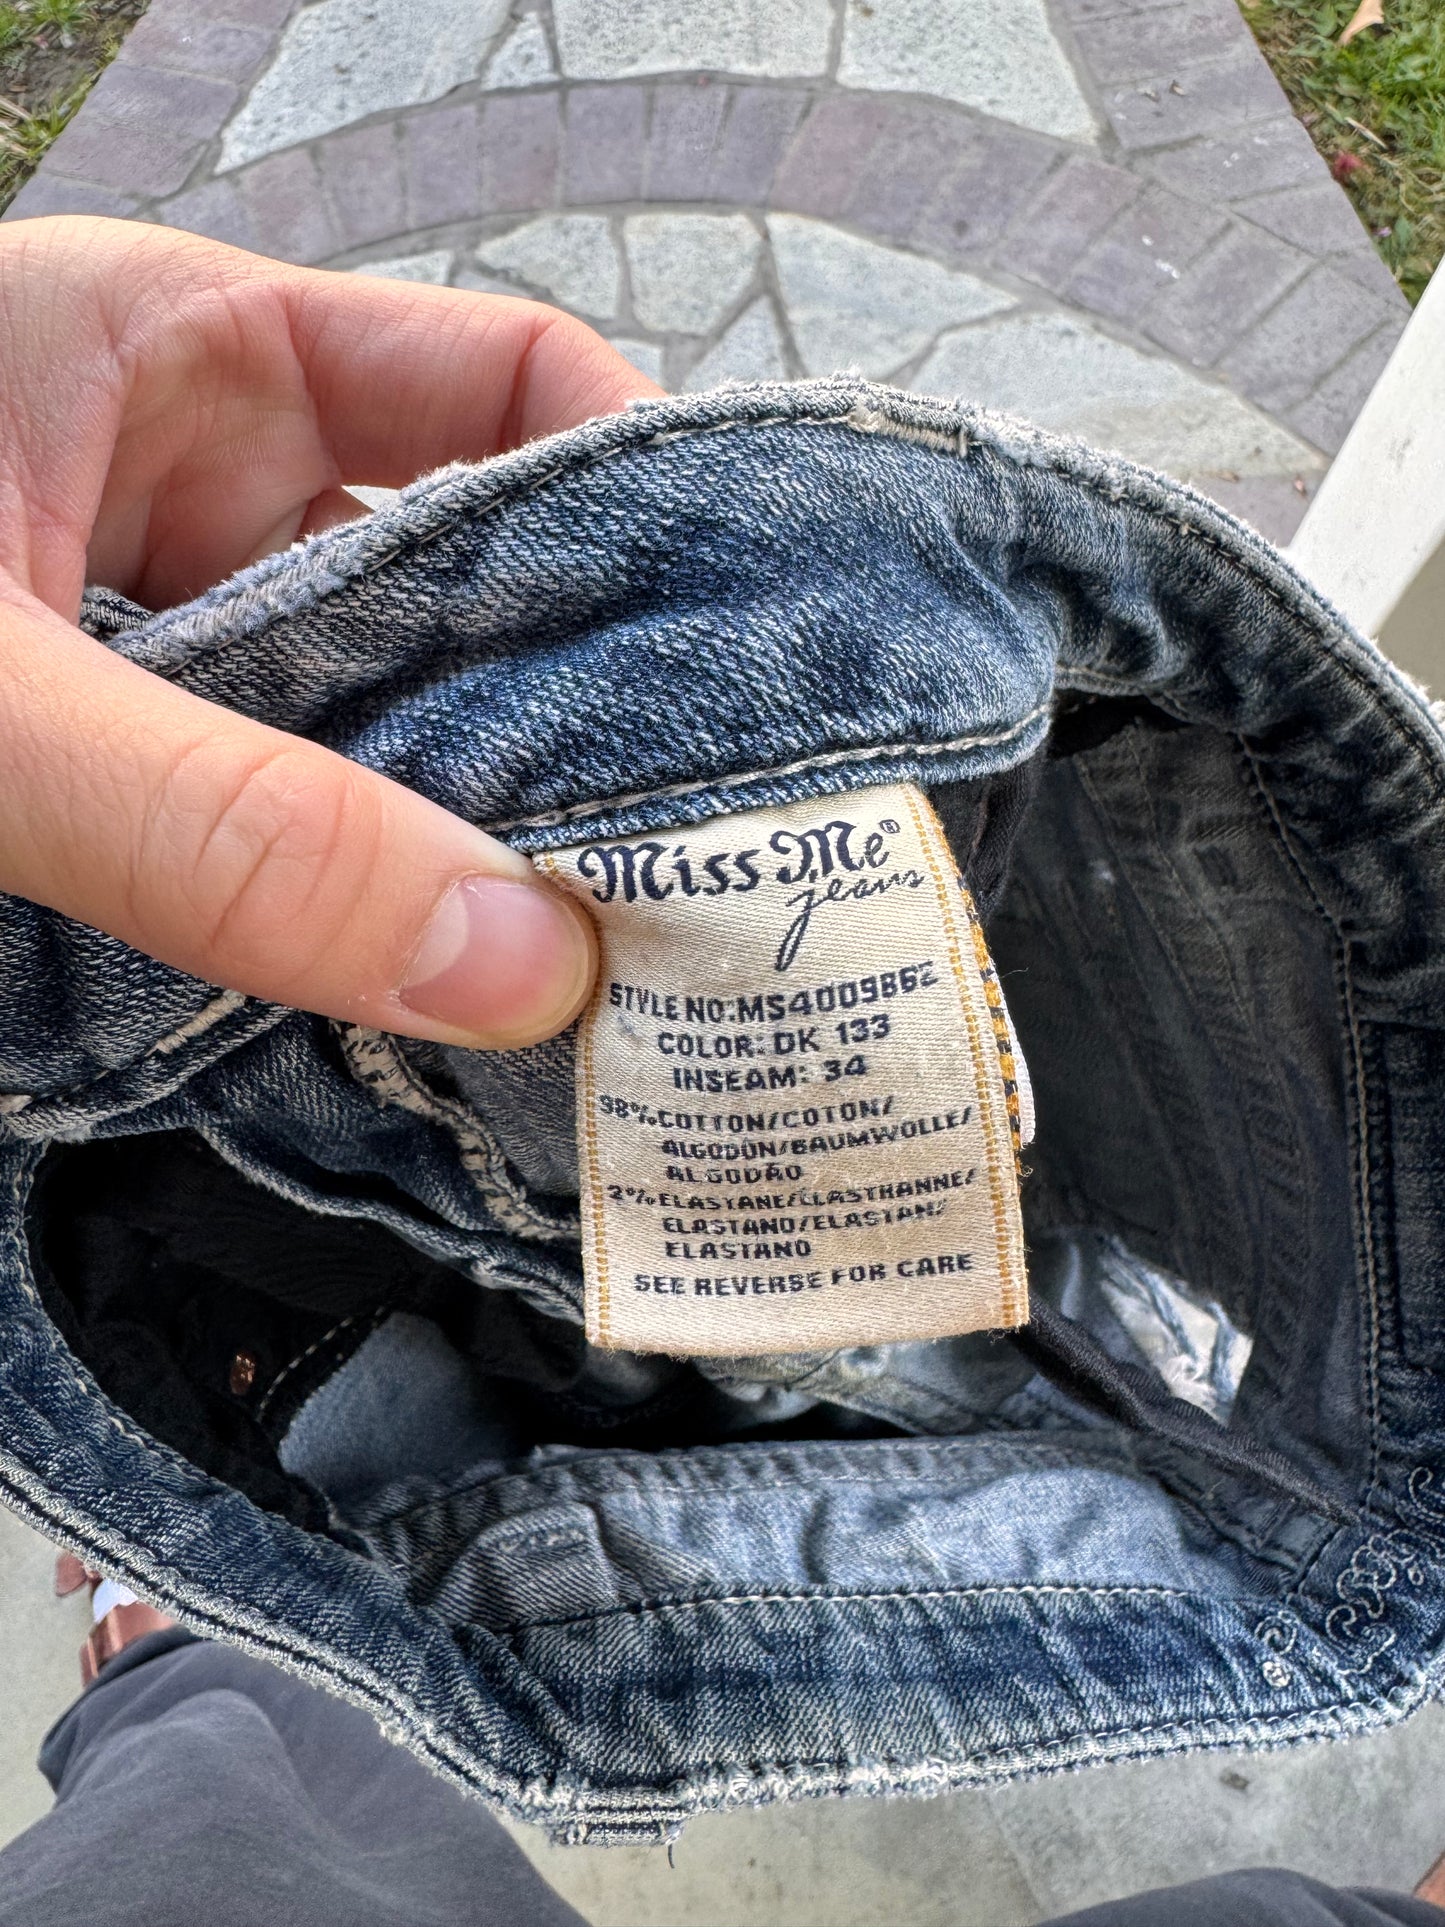 Miss Me®
jeans
STYLE NO:MS4009862
COLOR: DK 133
INSEAM: 34
98% COTTON/COTON/
ALGODÓN/BAUMWOLLE/
ALGODÃO
2% ELASTANE/ELASTHANNE/
ELASTANO/ELASTAN/
ELASTANO
SEE REVERSE FOR CARE